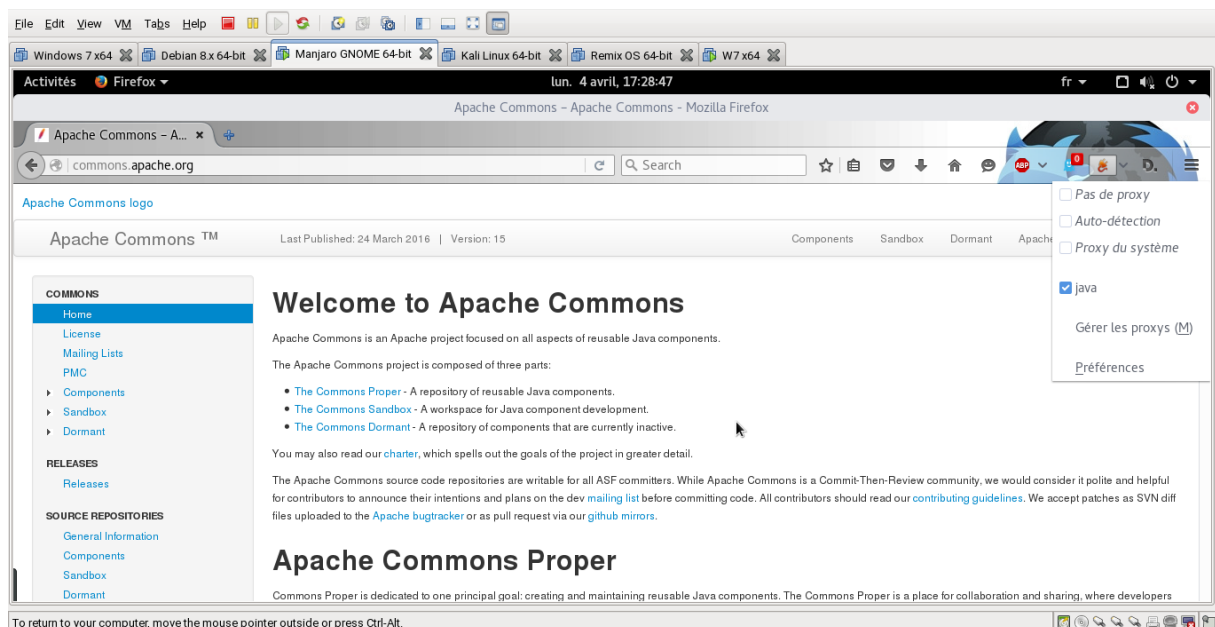 File Edit View VM Tabs Help
Windows 7 x64 Debian 8.x 64-bit Manjaro GNOME 64-bit Kali Linux 64-bit Remix OS 64-bit W7 x64
Activités Firefox lun. 4 avril, 17:28:47 fr
Apache Commons – Apache Commons - Mozilla Firefox
Apache Commons – A...
commons.apache.org Search ABP 0 D.
Pas de proxy
Auto-détection
Proxy du système
java
Gérer les proxys (M)
Préférences
Apache Commons logo
Apache Commons ™ Last Published: 24 March 2016 | Version: 15 Components Sandbox Dormant Apache
COMMONS
Home
License
Mailing Lists
PMC
Components
Sandbox
Dormant
RELEASES
Releases
SOURCE REPOSITORIES
General Information
Components
Sandbox
Dormant
Welcome to Apache Commons
Apache Commons is an Apache project focused on all aspects of reusable Java components.
The Apache Commons project is composed of three parts:
• The Commons Proper - A repository of reusable Java components.
• The Commons Sandbox - A workspace for Java component development.
• The Commons Dormant - A repository of components that are currently inactive.
You may also read our charter, which spells out the goals of the project in greater detail.
The Apache Commons source code repositories are writable for all ASF committers. While Apache Commons is a Commit-Then-Review community, we would consider it polite and helpful
for contributors to announce their intentions and plans on the dev mailing list before committing code. All contributors should read our contributing guidelines. We accept patches as SVN diff
files uploaded to the Apache bugtracker or as pull request via our github mirrors.
Apache Commons Proper
Commons Proper is dedicated to one principal goal: creating and maintaining reusable Java components. The Commons Proper is a place for collaboration and sharing, where developers
To return to your computer, move the mouse pointer outside or press Ctrl-Alt.